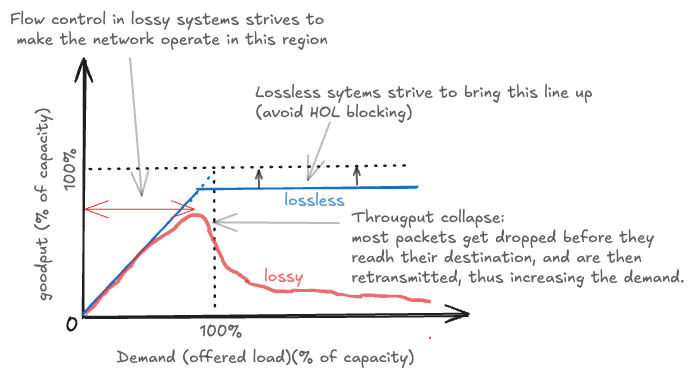 Flow control in lossy systems strives to
make the network operate in this region
Lossless sytems strive to bring this line up
(avoid HOL blocking)
goodput (% of capacity)
100%
lossless
Througput collapse:
most packets get dropped before they
readh their destination, and are then
retransmitted, thus increasing the demand.
lossy
0
100%
Demand (offered load)(% of capacity)